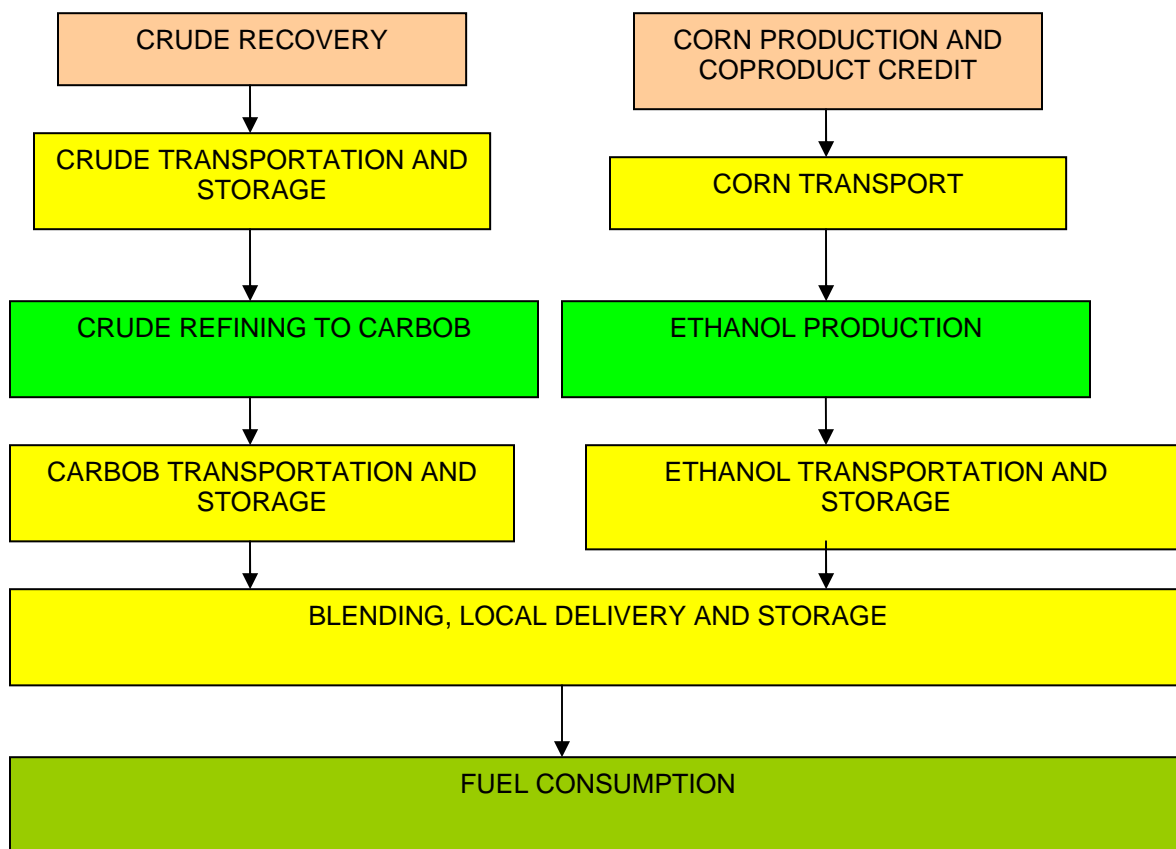 CRUDE RECOVERY
CORN PRODUCTION AND
COPRODUCT CREDIT
CRUDE TRANSPORTATION AND
STORAGE
CORN TRANSPORT
CRUDE REFINING TO CARBOB
ETHANOL PRODUCTION
CARBOB TRANSPORTATION AND
STORAGE
ETHANOL TRANSPORTATION AND
STORAGE
BLENDING, LOCAL DELIVERY AND STORAGE
FUEL CONSUMPTION